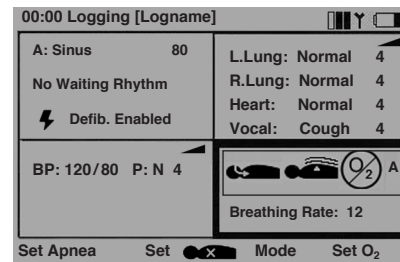 00:00 Logging [Logname]
A: Sinus 80
No Waiting Rhythm
Defib. Enabled
L.Lung: Normal 4
R.Lung: Normal 4
Heart: Normal 4
Vocal: Cough 4
BP: 120/80 P: N 4
O2 A
Breathing Rate: 12
Set Apnea Set Mode Set O2